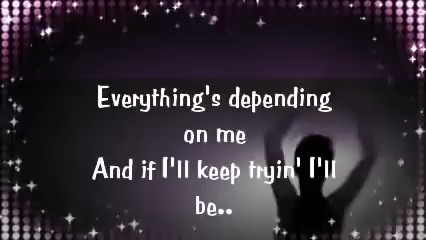 Everything's depending
on me
And if I'll keep tryin' I'll
be..